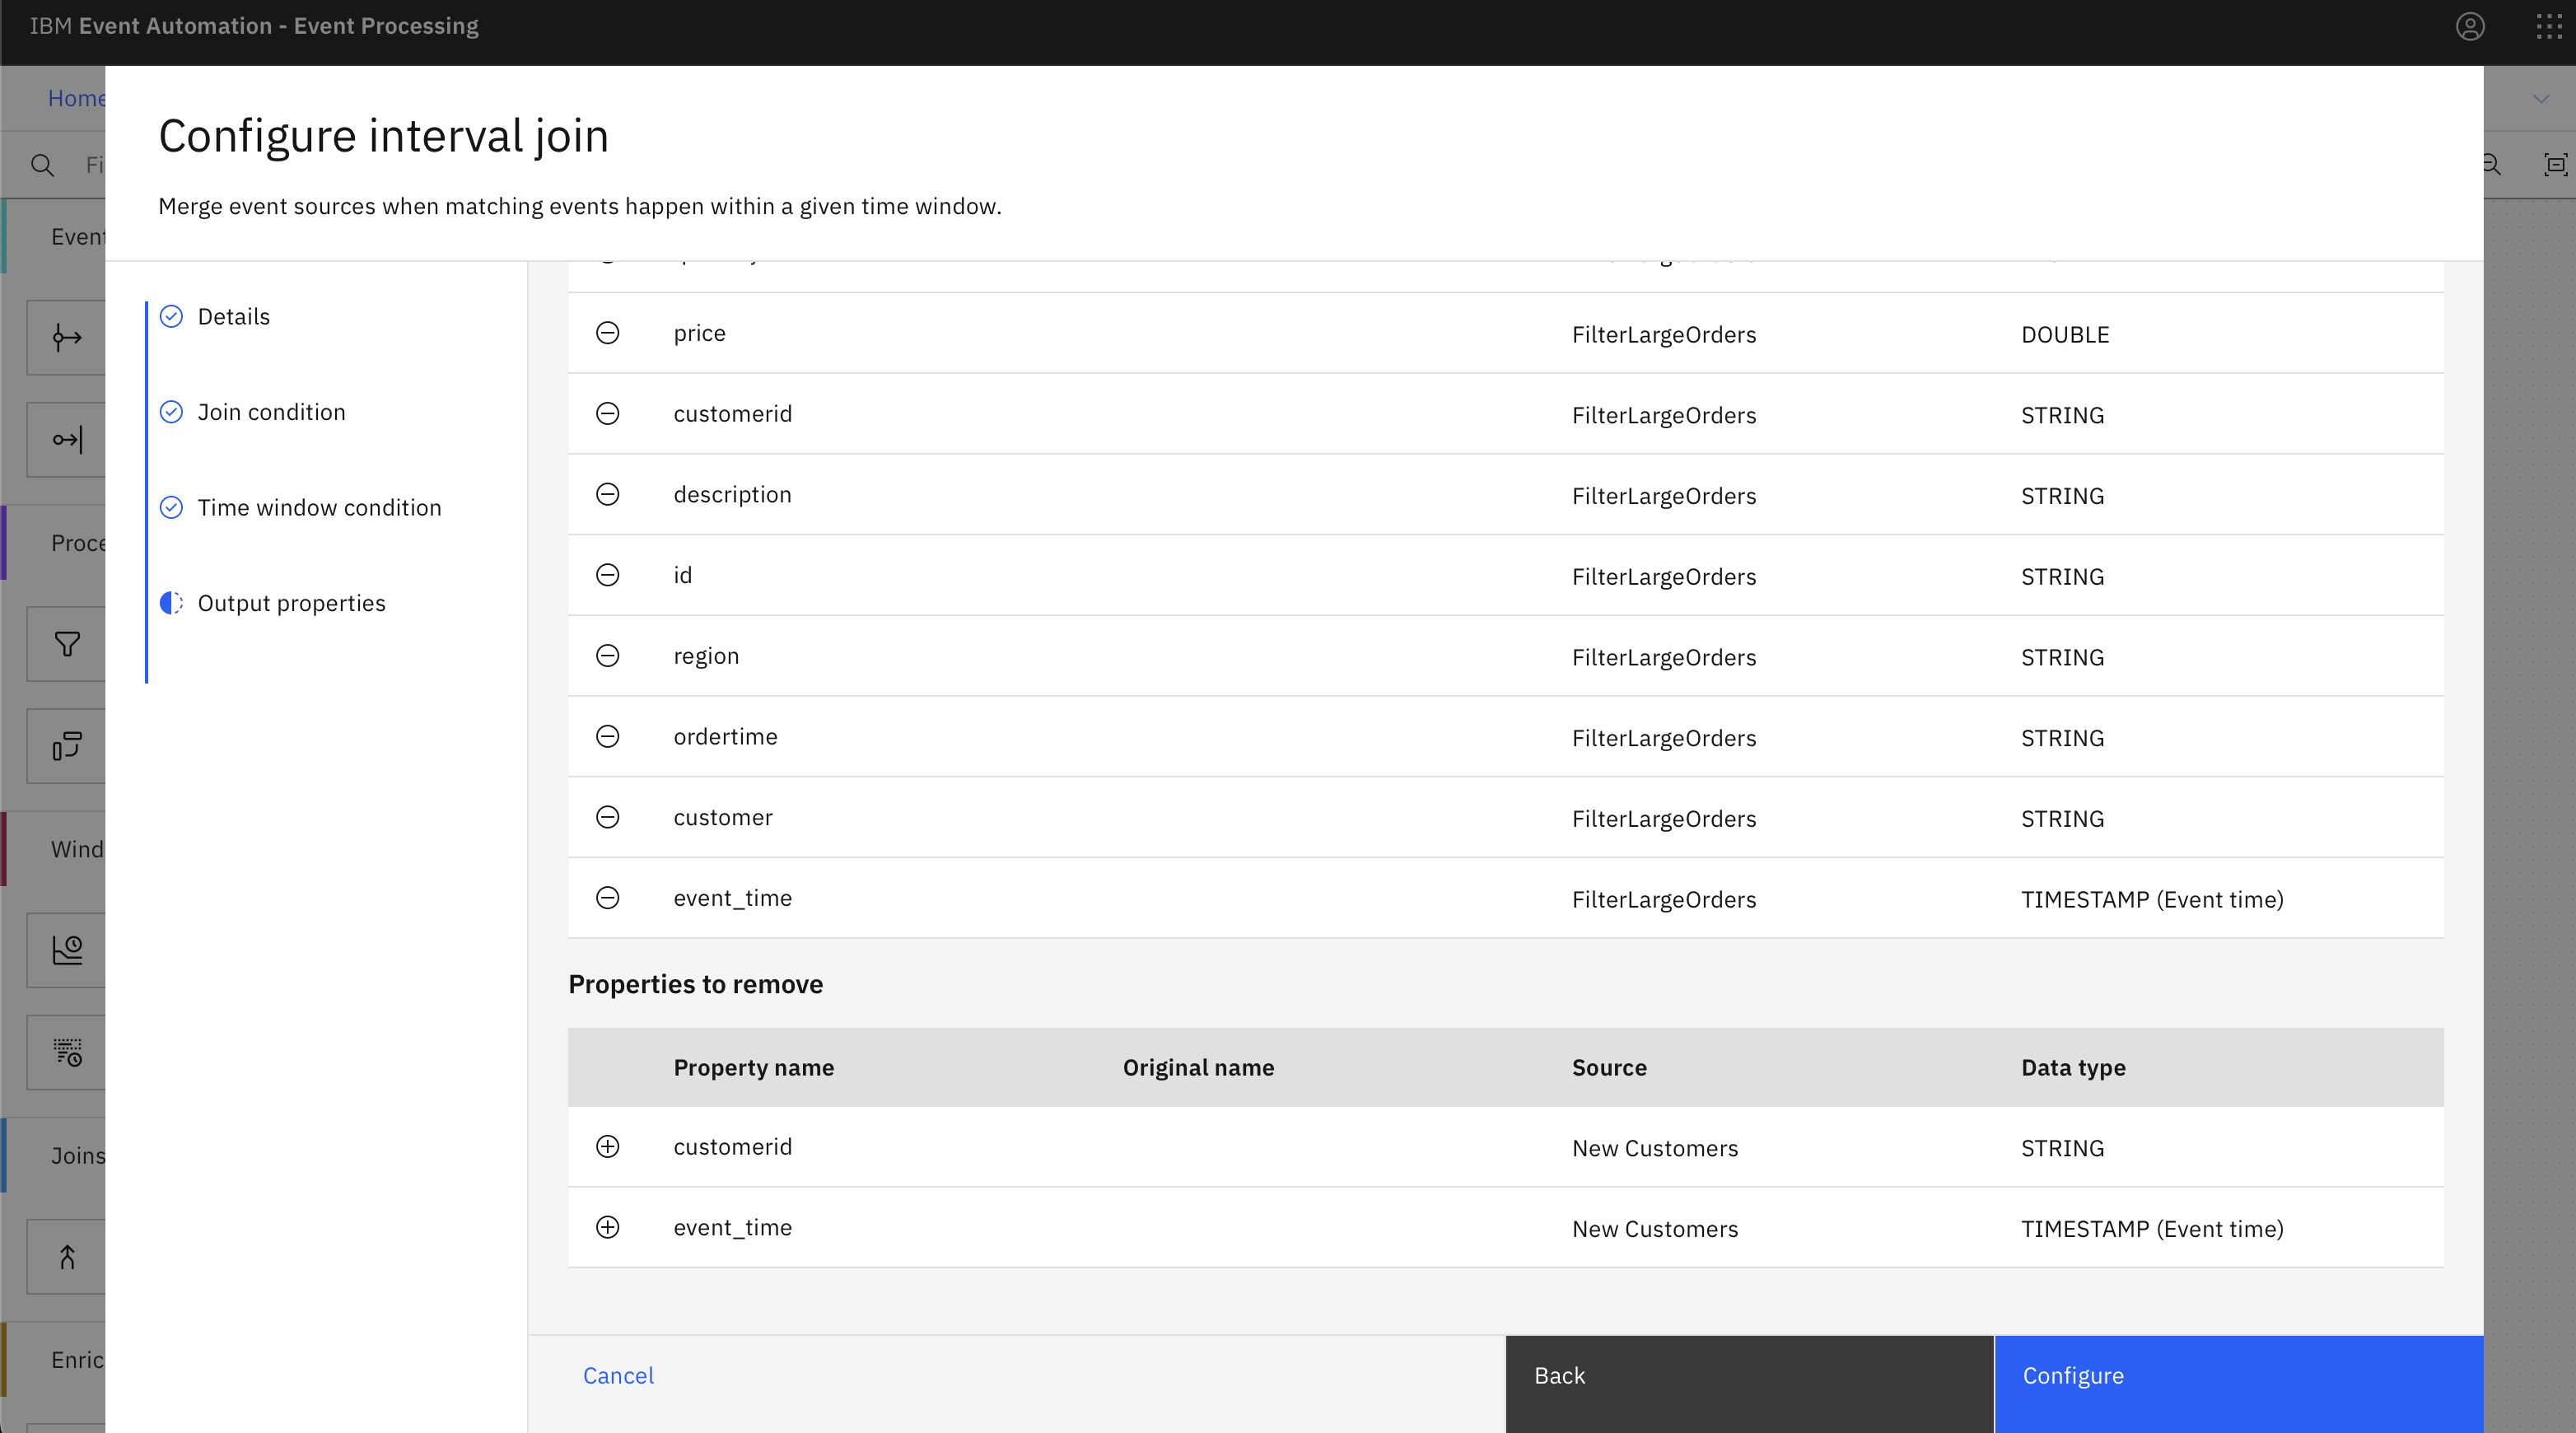 IBM Event Automation - Event Processing
Home
Fi
Configure interval join
Merge event sources when matching events happen within a given time window.
Event
Proce
Wind
Joins
Enric
Details
Join condition
Time window condition
Output properties
price FilterLargeOrders DOUBLE
customerid FilterLargeOrders STRING
description FilterLargeOrders STRING
id FilterLargeOrders STRING
region FilterLargeOrders STRING
ordertime FilterLargeOrders STRING
customer FilterLargeOrders STRING
event_time FilterLargeOrders TIMESTAMP (Event time)
Properties to remove
Property name Original name Source Data type
customerid New Customers STRING
event_time New Customers TIMESTAMP (Event time)
Cancel
Back
Configure